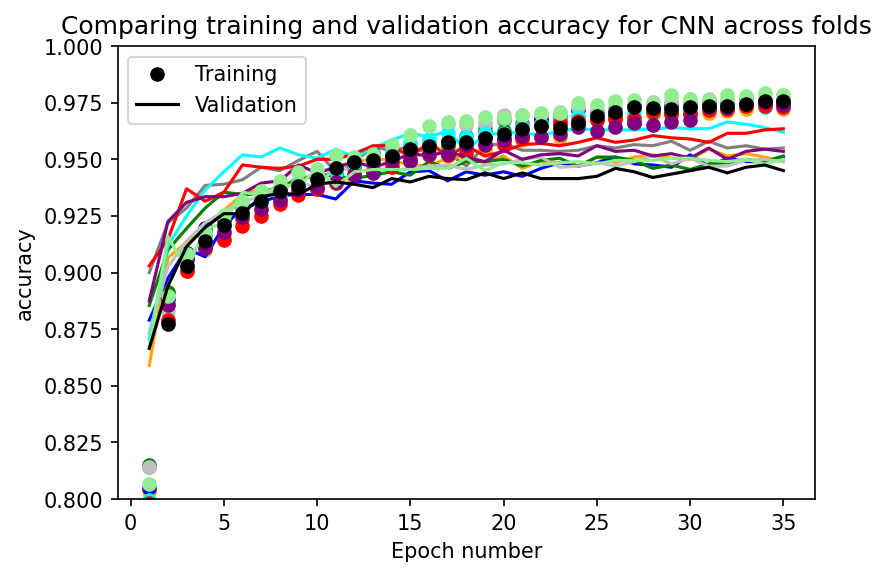 Comparing training and validation accuracy for CNN across folds
1.000
0.975
0.950
0.925
0.900
0.875
0.850
0.825
0.800
accuracy
Training
Validation
0 5 10 15 20 25 30 35
Epoch number